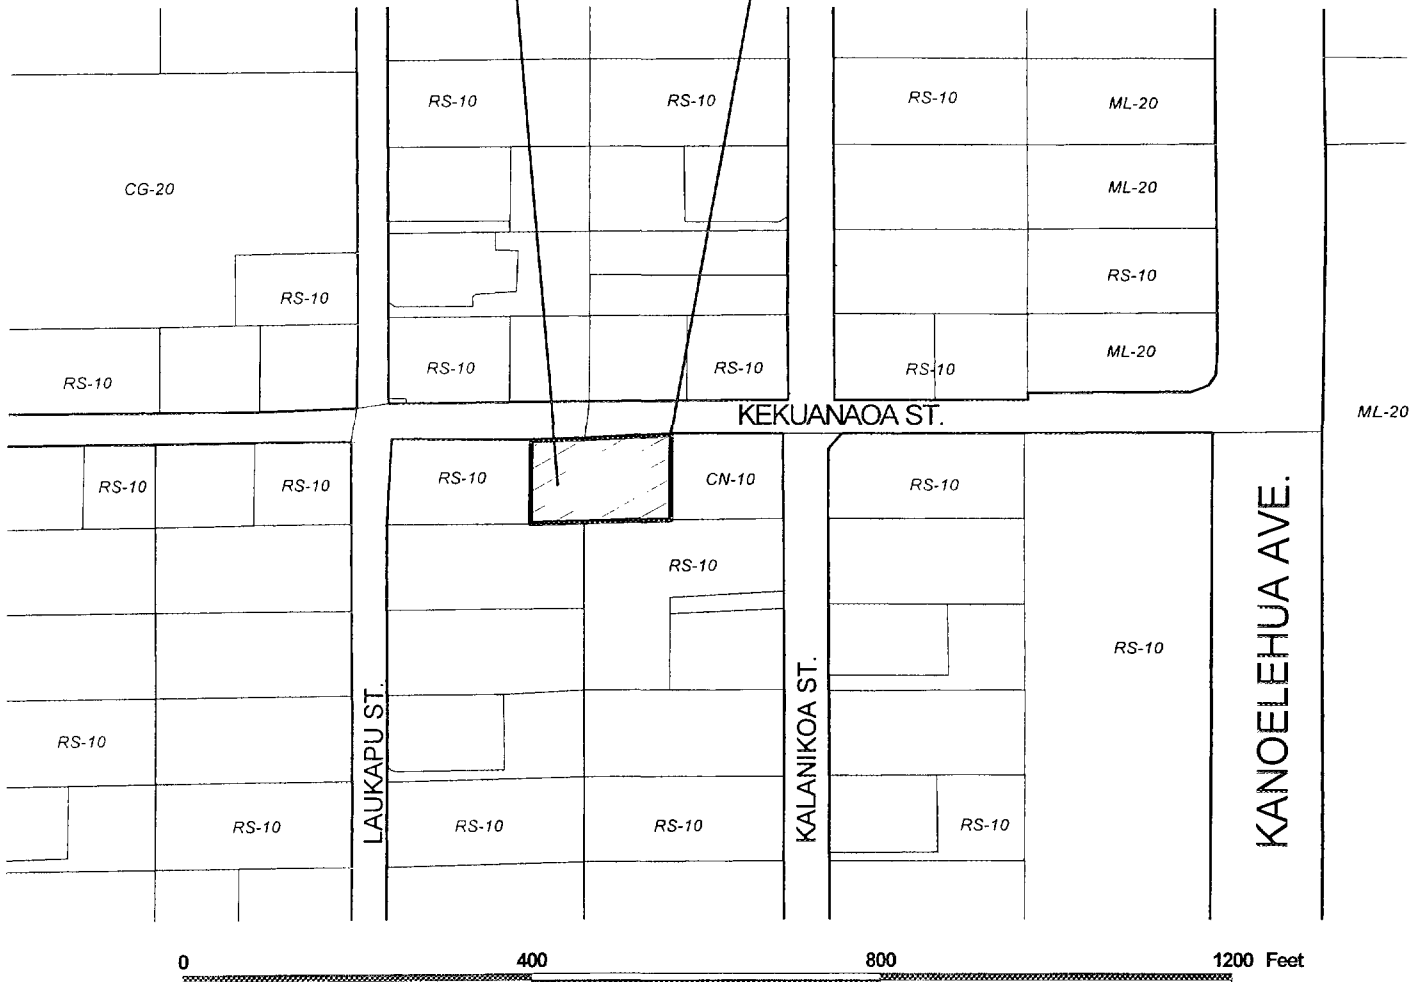 RS-10 RS-10 RS-10 ML-20
CG-20 ML-20
RS-10 RS-10
ML-20
RS-10 RS-10 RS-10 RS-10
KEKUANAOA ST. ML-20
RS-10 RS-10 RS-10 CN-10 RS-10
RS-10
RS-10
RS-10
LAUKAPU ST.
KALANIKOA ST.
KANOELEHUA AVE.
RS-10 RS-10 RS-10 RS-10
0 400 800 1200 Feet